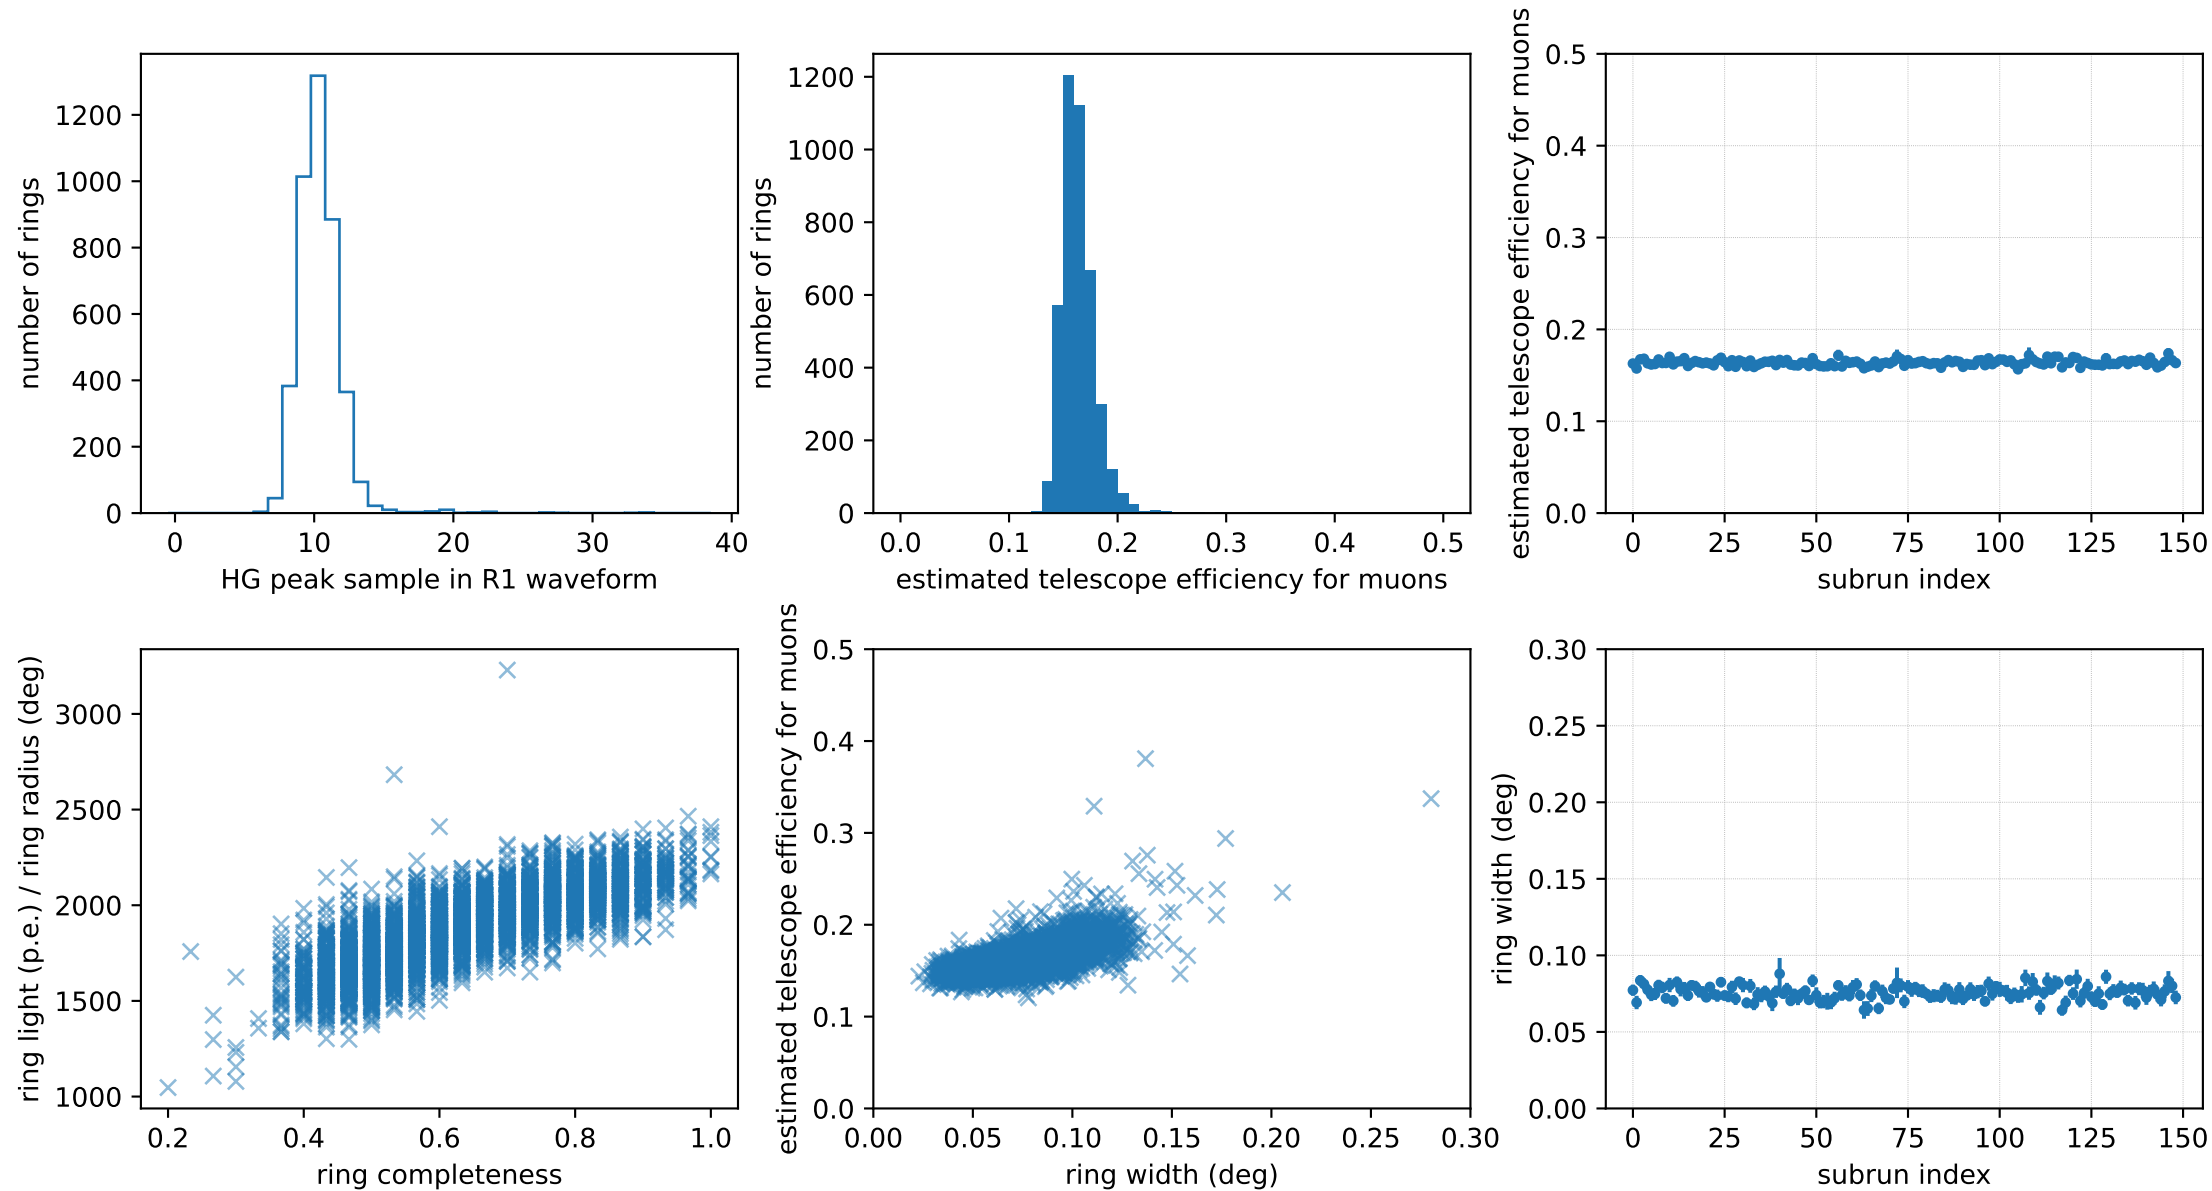 number of rings
1200
1000
800
600
400
200
0
0 10 20 30 40
HG peak sample in R1 waveform
number of rings
1200
1000
800
600
400
200
0
0.0 0.1 0.2 0.3 0.4 0.5
estimated telescope efficiency for muons
estimated telescope efficiency for muons
0.5
0.4
0.3
0.2
0.1
0.0
0 25 50 75 100 125 150
subrun index
ring light (p.e.) / ring radius (deg)
3000
2500
2000
1500
1000
0.2 0.4 0.6 0.8 1.0
ring completeness
estimated telescope efficiency for muons
0.5
0.4
0.3
0.2
0.1
0.0
0.00 0.05 0.10 0.15 0.20 0.25 0.30
ring width (deg)
ring width (deg)
0.30
0.25
0.20
0.15
0.10
0.05
0.00
0 25 50 75 100 125 150
subrun index